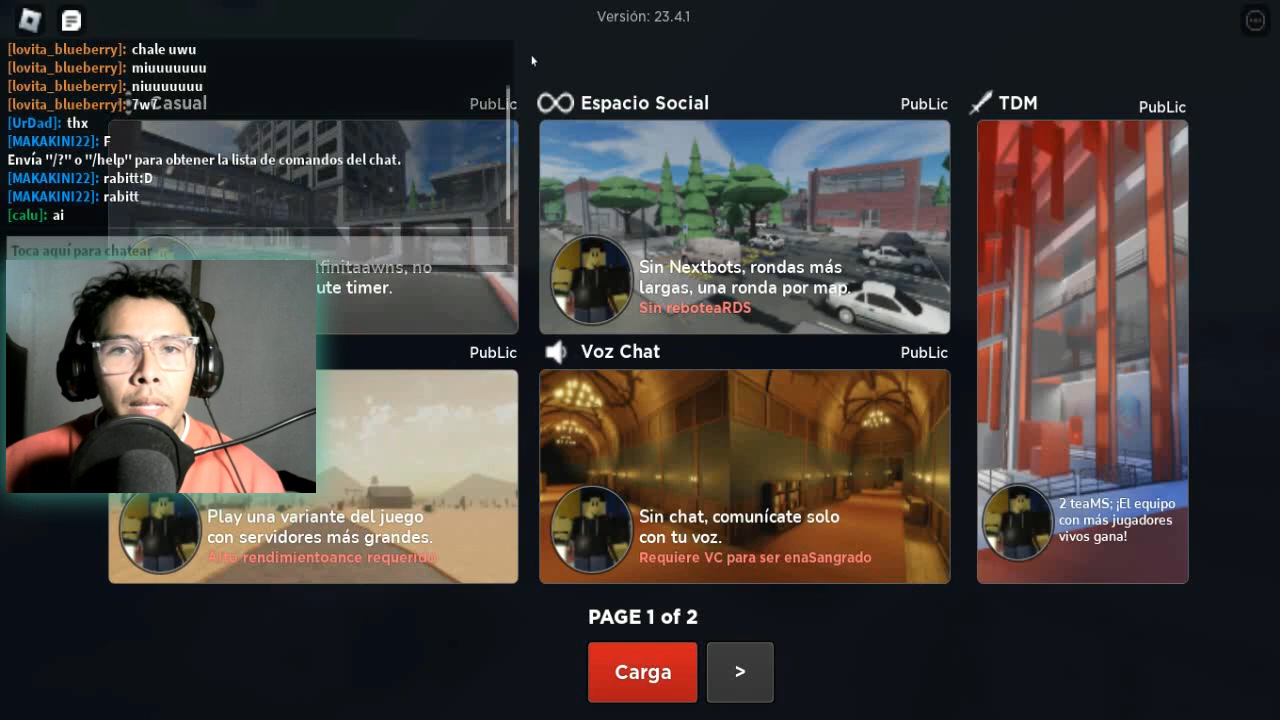 Versión: 23.4.1
[lovita_blueberry]: chale uwu
[lovita_blueberry]: miuuuuuuu
[lovita_blueberry]: niuuuuuuu
[lovita_blueberry]: 7w7
[UrDad]: thx
[MAKAKINI22]: F
Envía "/?" o "/help" para obtener la lista de comandos del chat.
[MAKAKINI22]: rabitt:D
[MAKAKINI22]: rabitt
[calu]: ai
Toca aquí para chatear
Casual
PubLic
nfinitaawns, no
ute timer.
Espacio Social
PubLic
Sin Nextbots, rondas más
largas, una ronda por map.
Sin reboteaRDS
TDM
PubLic
2 teaMS; ¡El equipo
con más jugadores
vivos gana!
PubLic
Play una variante del juego
con servidores más grandes.
Alto rendimientoance requerido
Voz Chat
PubLic
Sin chat, comunícate solo
con tu voz.
Requiere VC para ser enaSangrado
PAGE 1 of 2
Carga
>